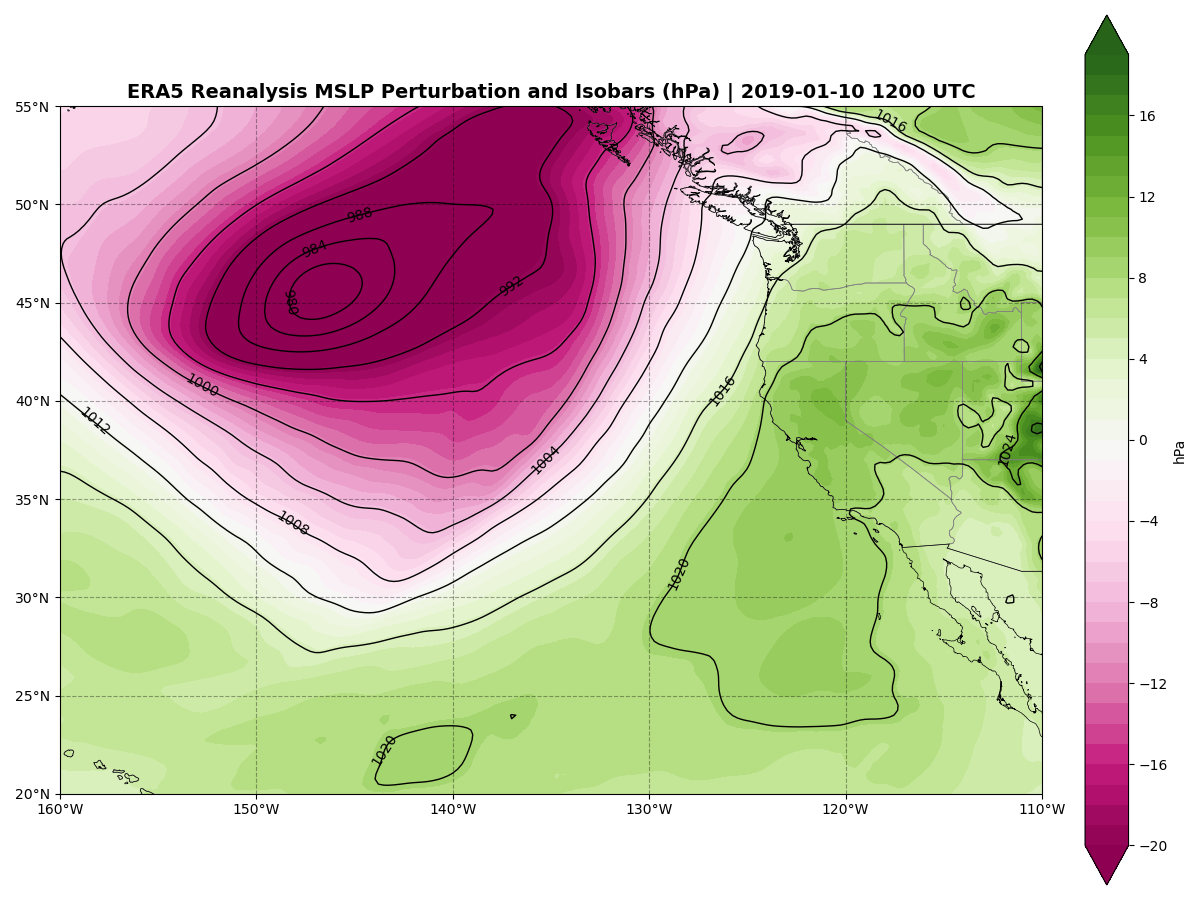 ERA5 Reanalysis MSLP Perturbation and Isobars (hPa) | 2019-01-10 1200 UTC
55°N
50°N
45°N
40°N
35°N
30°N
25°N
20°N
160°W
150°W
140°W
130°W
120°W
110°W
1016
988
984
980
992
1000
1012
1016
1004
1024
1008
1020
1020
16
12
8
4
0
−4
−8
−12
−16
−20
hPa